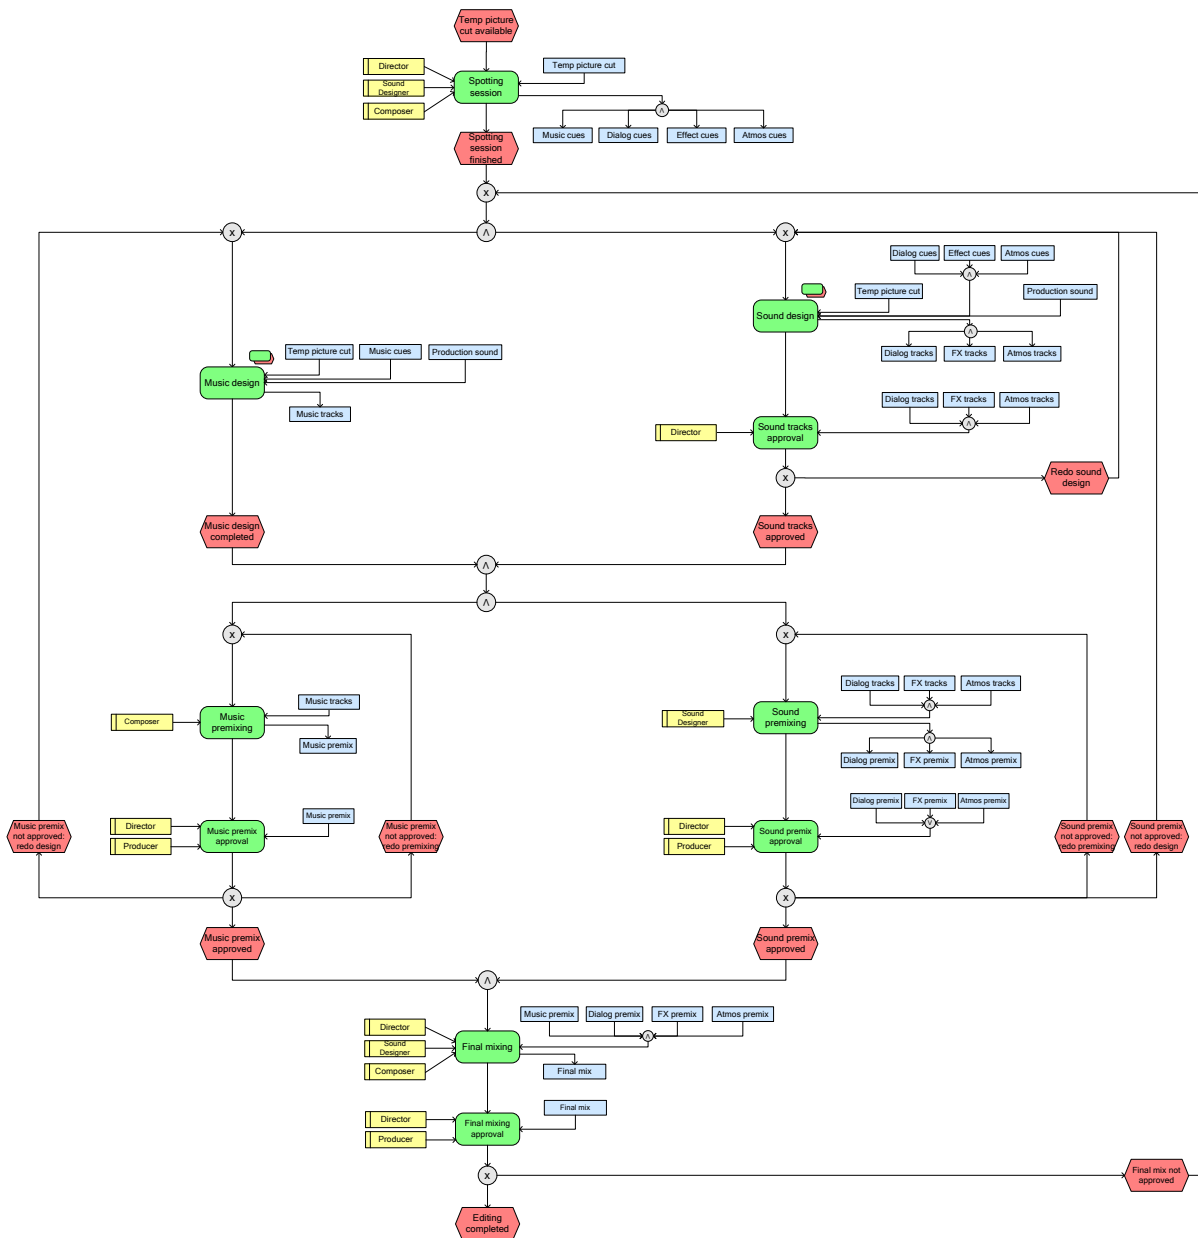 Temp picture
cut available
Director
Sound
Designer
Composer
Spotting
session
Temp picture cut
Λ
Music cues
Dialog cues
Effect cues
Atmos cues
Spotting
session
finished
x
x
Λ
x
Dialog cues
Effect cues
Atmos cues
Λ
Temp picture cut
Production sound
Sound design
Λ
Dialog tracks
FX tracks
Atmos tracks
Temp picture cut
Music cues
Production sound
Music design
Music tracks
Dialog tracks
FX tracks
Atmos tracks
Λ
Director
Sound tracks
approval
x
Redo sound
design
Music design
completed
Sound tracks
approved
Λ
Λ
x
x
Music tracks
Composer
Music
premixing
Music premix
Dialog tracks
FX tracks
Atmos tracks
Λ
Sound
Designer
Sound
premixing
Λ
Dialog premix
FX premix
Atmos premix
Music premix
not approved:
redo design
Director
Producer
Music premix
approval
Music premix
Music premix
not approved:
redo premixing
Dialog premix
FX premix
Atmos premix
V
Director
Producer
Sound premix
approval
Sound premix
not approved:
redo premixing
Sound premix
not approved:
redo design
x
x
Music premix
approved
Sound premix
approved
Λ
Music premix
Dialog premix
FX premix
Atmos premix
Λ
Director
Sound
Designer
Composer
Final mixing
Final mix
Director
Producer
Final mixing
approval
Final mix
x
Final mix not
approved
Editing
completed